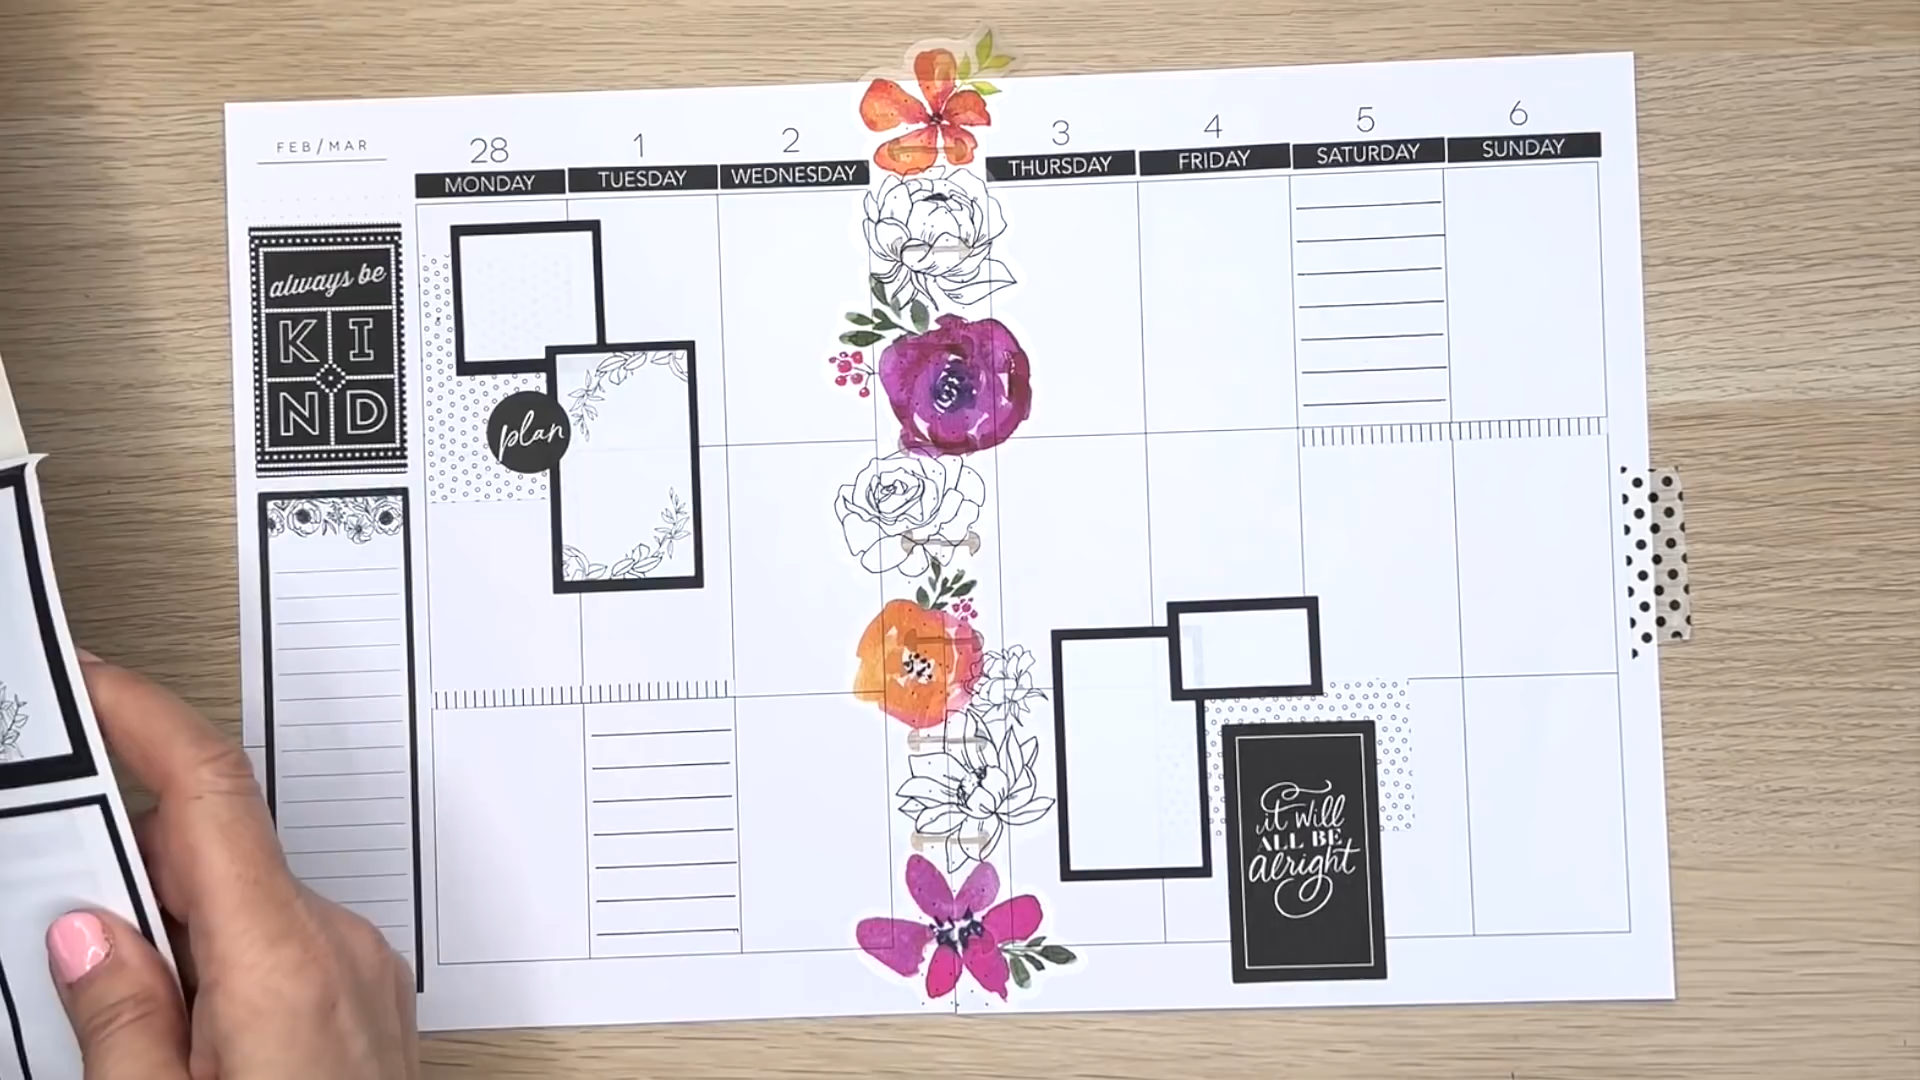 FEB/MAR
28 1 2 3 4 5 6
MONDAY TUESDAY WEDNESDAY THURSDAY FRIDAY SATURDAY SUNDAY
always be
K I
N D
plan
it will
ALL BE
alright